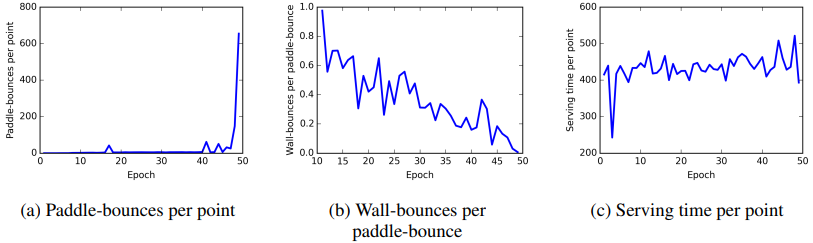 800
600
400
200
0
0 10 20 30 40 50
Paddle-bounces per point
Epoch
(a) Paddle-bounces per point
1.0
0.8
0.6
0.4
0.2
0.0
10 15 20 25 30 35 40 45 50
Wall-bounces per paddle-bounce
Epoch
(b) Wall-bounces per
paddle-bounce
600
500
400
300
200
0 10 20 30 40 50
Serving time per point
Epoch
(c) Serving time per point